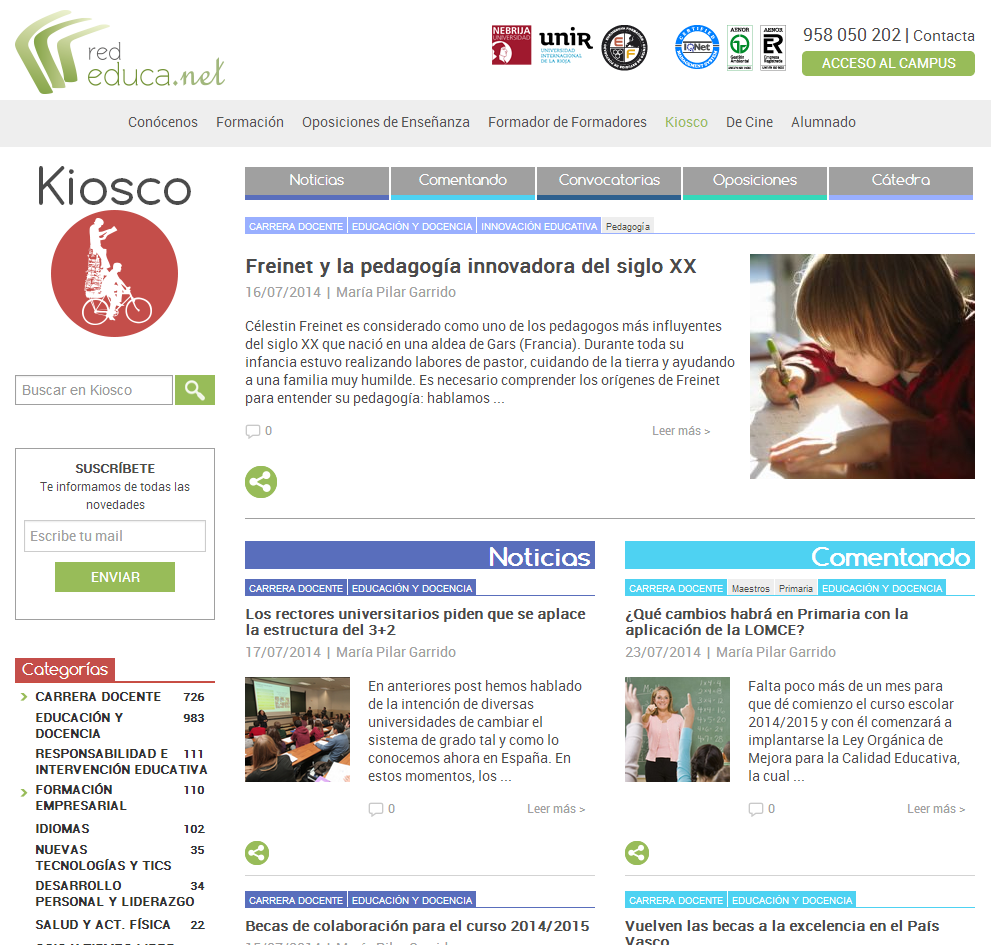 red
educa.net
NEBRIJA
UNIVERSIDAD
unir
UNIVERSIDAD
INTERNACIONAL
DE LA RIOJA
CERTIFIED
IQNet
MANAGEMENT SYSTEM
AENOR
Gestión
Ambiental
AENOR
ER
Empresa
Registrada
958 050 202 | Contacta
ACCESO AL CAMPUS
Conócenos Formación Oposiciones de Enseñanza Formador de Formadores Kiosco De Cine Alumnado
Kiosco
Noticias Comentando Convocatorias Oposiciones Cátedra
CARRERA DOCENTE EDUCACIÓN Y DOCENCIA INNOVACIÓN EDUCATIVA Pedagogía
Freinet y la pedagogía innovadora del siglo XX
16/07/2014 | María Pilar Garrido
Célestin Freinet es considerado como uno de los pedagogos más influyentes
del siglo XX que nació en una aldea de Gars (Francia). Durante toda su
infancia estuvo realizando labores de pastor, cuidando de la tierra y ayudando
a una familia muy humilde. Es necesario comprender los orígenes de Freinet
para entender su pedagogía: hablamos ...
0 Leer más >
Buscar en Kiosco
SUSCRÍBETE
Te informamos de todas las
novedades
Escribe tu mail
ENVIAR
Categorías
CARRERA DOCENTE 726
EDUCACIÓN Y 983
DOCENCIA
RESPONSABILIDAD E 111
INTERVENCIÓN EDUCATIVA
FORMACIÓN 110
EMPRESARIAL
IDIOMAS 102
NUEVAS 35
TECNOLOGÍAS Y TICS
DESARROLLO 34
PERSONAL Y LIDERAZGO
SALUD Y ACT. FÍSICA 22
Noticias
CARRERA DOCENTE EDUCACIÓN Y DOCENCIA
Los rectores universitarios piden que se aplace
la estructura del 3+2
17/07/2014 | María Pilar Garrido
En anteriores post hemos hablado
de la intención de diversas
universidades de cambiar el
sistema de grado tal y como lo
conocemos ahora en España. En
estos momentos, los ...
0 Leer más >
CARRERA DOCENTE EDUCACIÓN Y DOCENCIA
Becas de colaboración para el curso 2014/2015
15/07/2014 | María Pilar Garrido
Comentando
CARRERA DOCENTE Maestros Primaria EDUCACIÓN Y DOCENCIA
¿Qué cambios habrá en Primaria con la
aplicación de la LOMCE?
23/07/2014 | María Pilar Garrido
Falta poco más de un mes para
que dé comienzo el curso escolar
2014/2015 y con él comenzará a
implantarse la Ley Orgánica de
Mejora para la Calidad Educativa,
la cual ...
0 Leer más >
CARRERA DOCENTE EDUCACIÓN Y DOCENCIA
Vuelven las becas a la excelencia en el País
Vasco